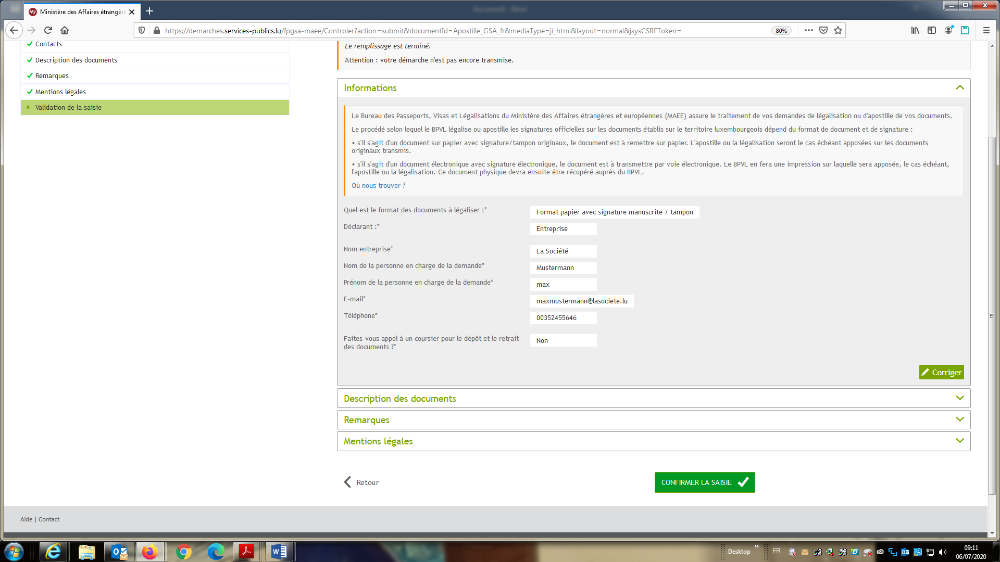 Ministère des Affaires étrangère
https://demarches.services-publics.lu/fpgsa-maee/Controler?action=submit&documentId=Apostille_GSA_fr&mediaType=ji_html&layout=normal&jsysCSRFToken=
80%
Contacts
Description des documents
Remarques
Mentions légales
Validation de la saisie
Le remplissage est terminé.
Attention : votre démarche n'est pas encore transmise.
Informations
Le Bureau des Passeports, Visas et Légalisations du Ministère des Affaires étrangères et européennes (MAEE) assure le traitement de vos demandes de légalisation ou d'apostille de vos documents.
Le procédé selon lequel le BPVL légalise ou apostille les signatures officielles sur les documents établis sur le territoire luxembourgeois dépend du format de document et de signature :
• s'il s'agit d'un document sur papier avec signature/tampon originaux, le document est à remettre sur papier. L'apostille ou la légalisation seront le cas échéant apposées sur les documents
originaux transmis.
• s'il s'agit d'un document électronique avec signature électronique, le document est à transmettre par voie électronique. Le BPVL en fera une impression sur laquelle sera apposée, le cas échéant,
l'apostille ou la légalisation. Ce document physique devra ensuite être récupéré auprès du BPVL.
Où nous trouver ?
Quel est le format des documents à légaliser :* Format papier avec signature manuscrite / tampon
Déclarant :* Entreprise
Nom entreprise* La Société
Nom de la personne en charge de la demande* Mustermann
Prénom de la personne en charge de la demande* max
E-mail* maxmustermann@lasociete.lu
Téléphone* 00352455646
Faites-vous appel à un coursier pour le dépôt et le retrait
des documents ?* Non
Corriger
Description des documents
Remarques
Mentions légales
Retour
CONFIRMER LA SAISIE
Aide | Contact
Desktop
FR
09:11
06/07/2020